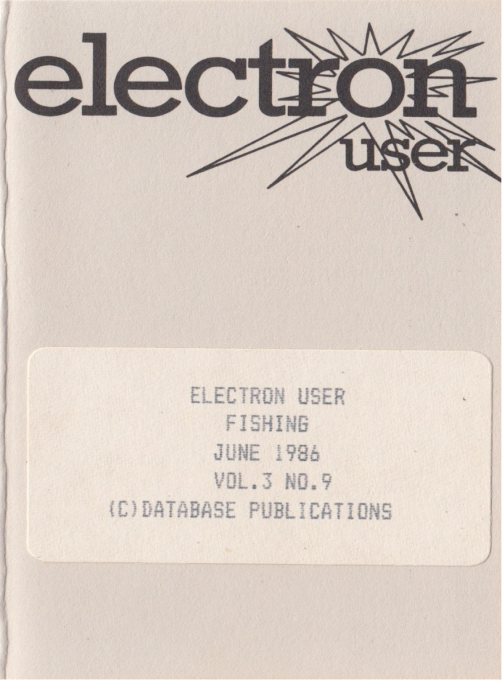 electron
user
ELECTRON USER
FISHING
JUNE 1986
VOL.3 NO.9
(C)DATABASE PUBLICATIONS